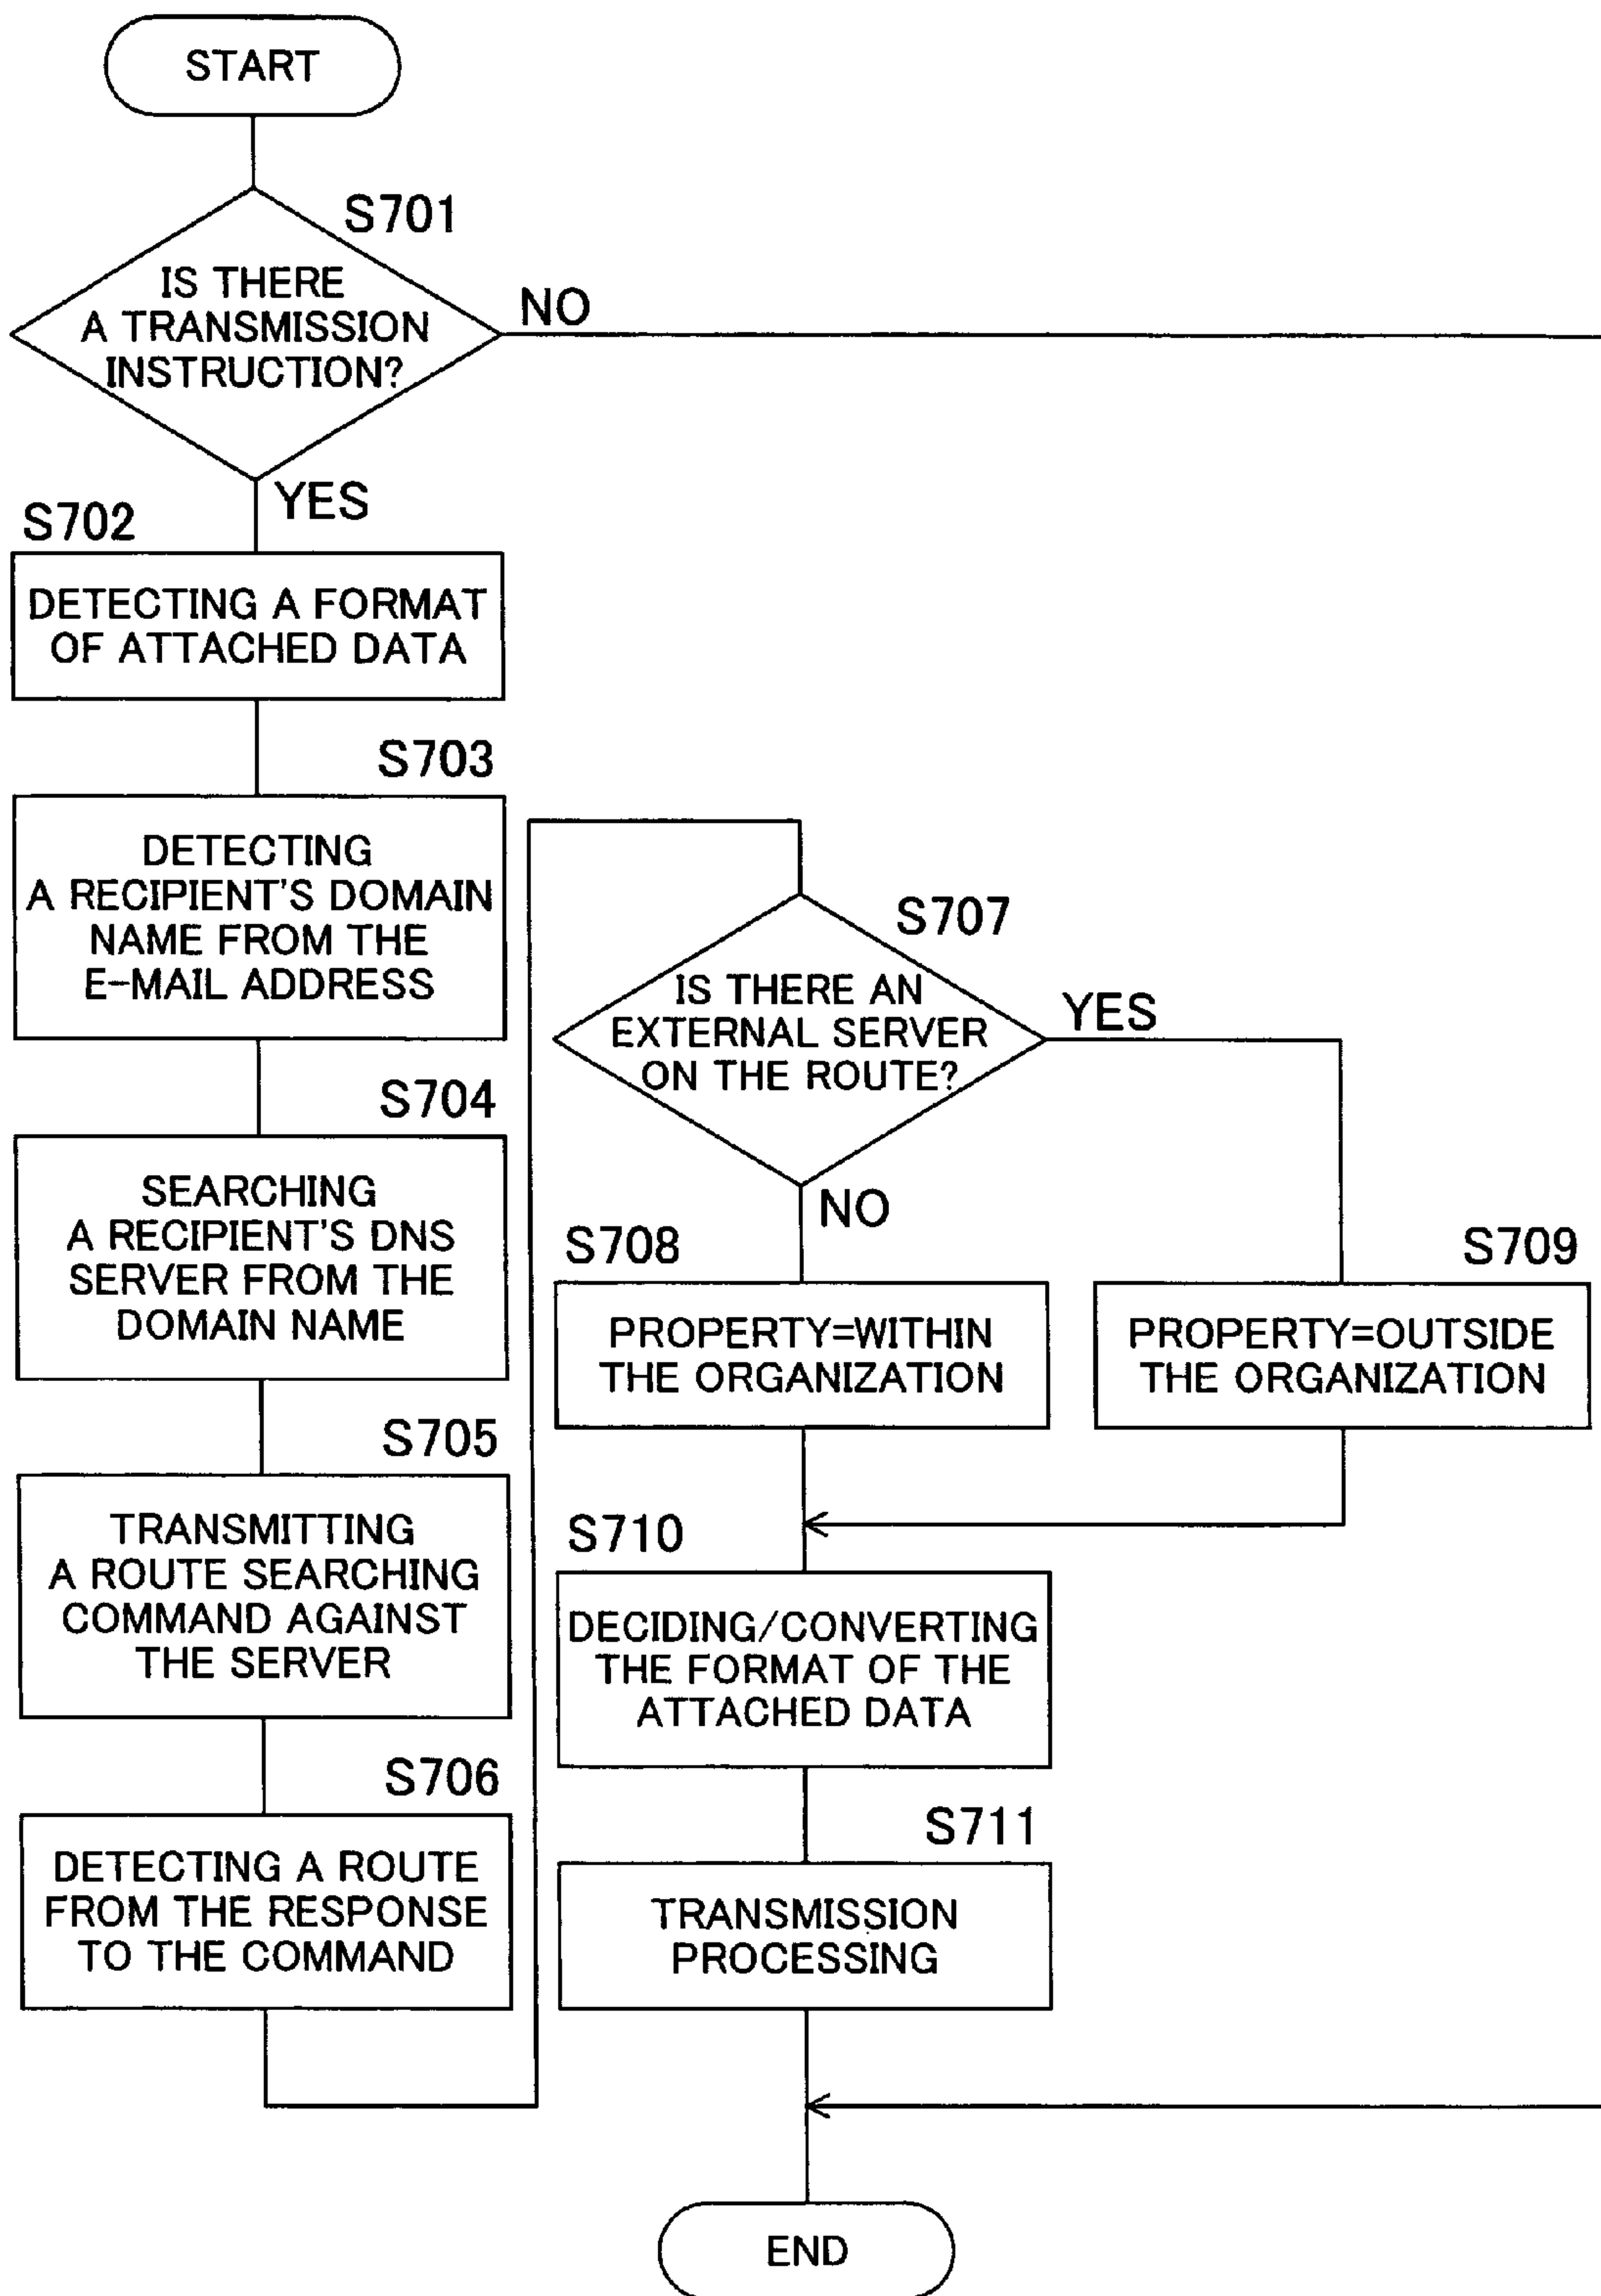 START
S701
IS THERE
A TRANSMISSION
INSTRUCTION?
NO
YES
S702
DETECTING A FORMAT
OF ATTACHED DATA
S703
DETECTING
A RECIPIENT'S DOMAIN
NAME FROM THE
E-MAIL ADDRESS
S704
SEARCHING
A RECIPIENT'S DNS
SERVER FROM THE
DOMAIN NAME
S705
TRANSMITTING
A ROUTE SEARCHING
COMMAND AGAINST
THE SERVER
S706
DETECTING A ROUTE
FROM THE RESPONSE
TO THE COMMAND
S707
IS THERE AN
EXTERNAL SERVER
ON THE ROUTE?
YES
NO
S708
PROPERTY=WITHIN
THE ORGANIZATION
S709
PROPERTY=OUTSIDE
THE ORGANIZATION
S710
DECIDING/CONVERTING
THE FORMAT OF THE
ATTACHED DATA
S711
TRANSMISSION
PROCESSING
END